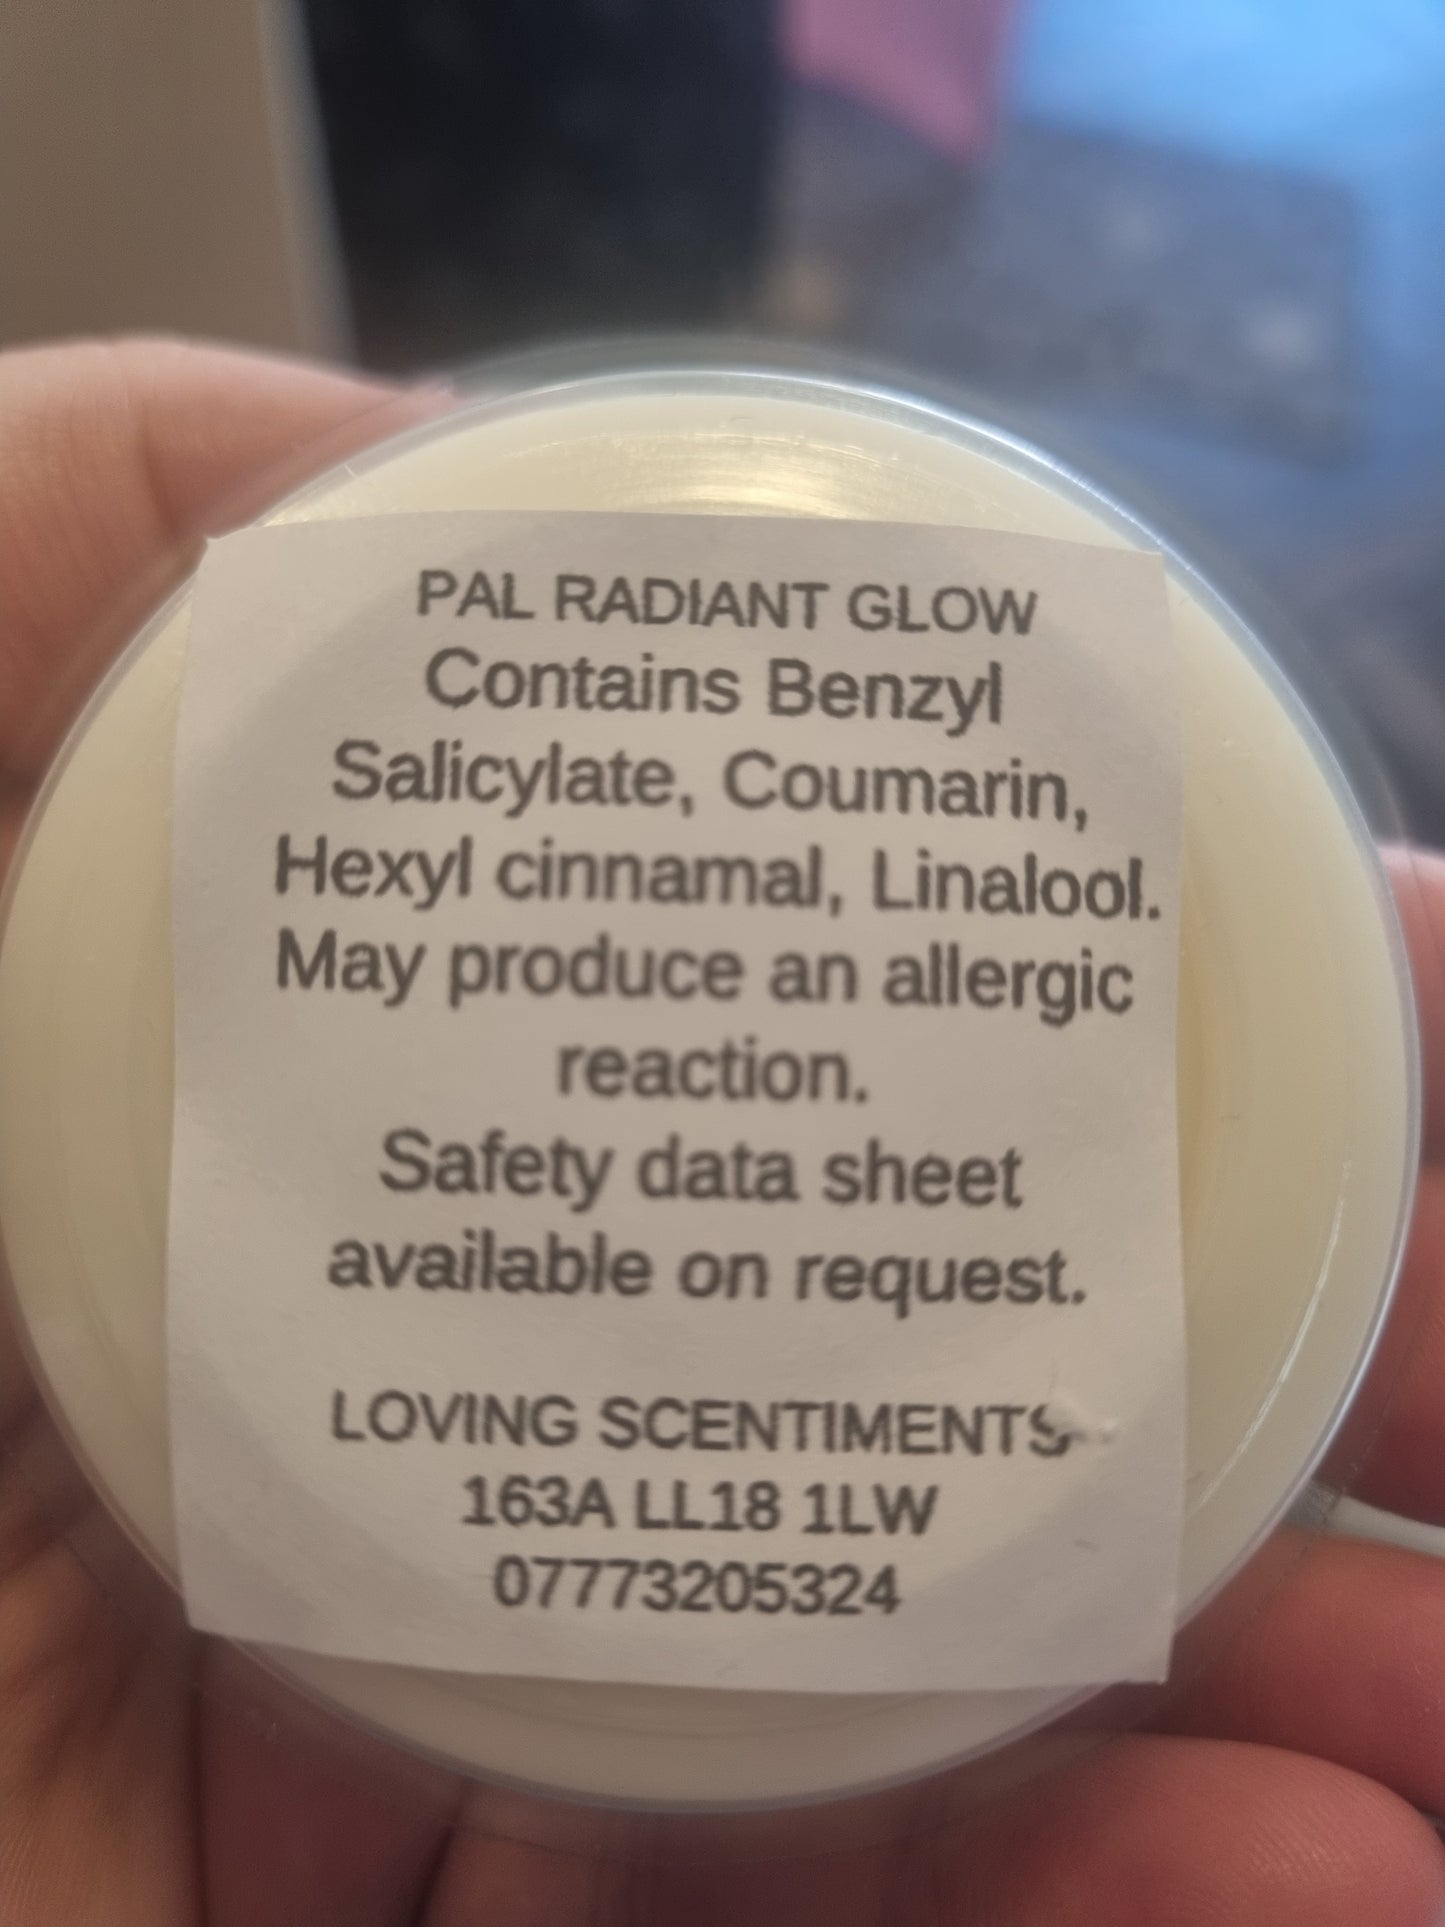 PAL RADIANT GLOW
Contains Benzyl
Salicylate, Coumarin,
Hexyl cinnamal, Linalool.
May produce an allergic
reaction.
Safety data sheet
available on request.
LOVING SCENTIMENTS
163A LL18 1LW
07773205324